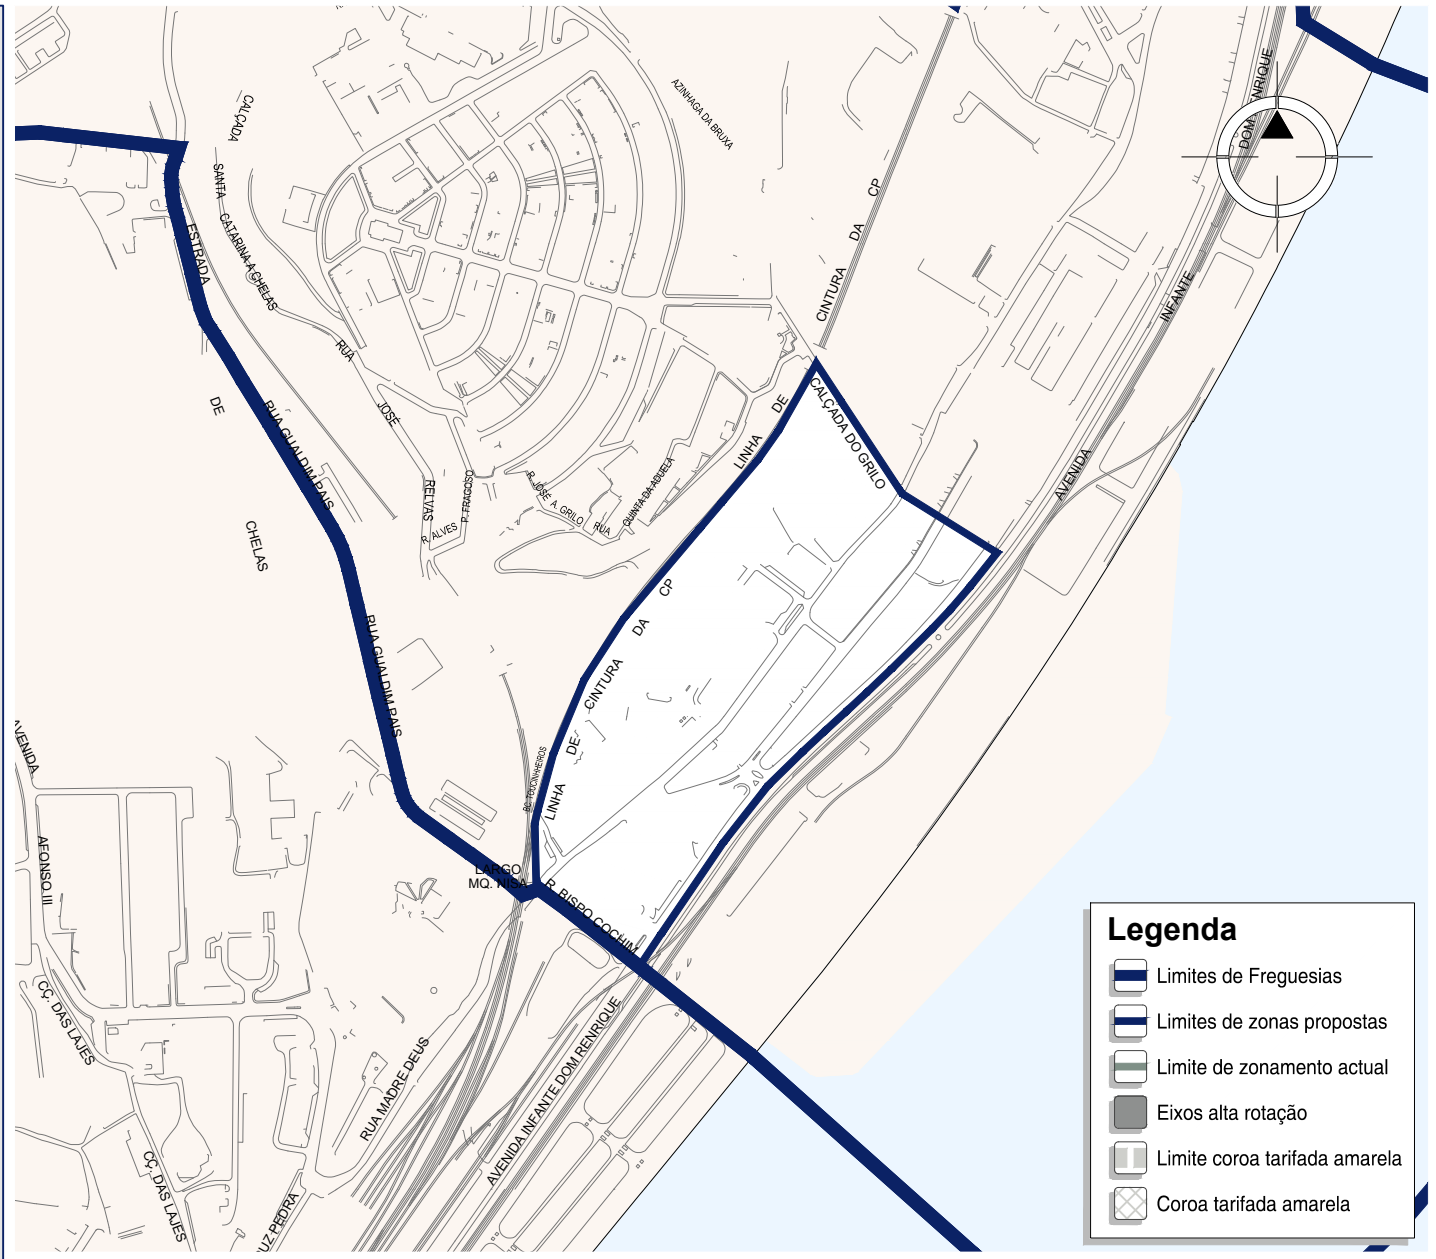 CALÇADA
SANTA CATARINA A CHELAS
AZINHAGA DA BRUXA
DOM
NRIQUE
INFANTE
AVENIDA
CINTURA DA CP
ESTRADA
DE
CHELAS
RUA GUALDIM PAIS
RUA GUALDIM PAIS
RUA
JOSÉ
RELVAS
R. ALVES
P. FRAGOSO
R. JOSÉ A. GRILO
RUA
QUINTA DA ADUELA
LINHA DE
CINTURA DA CP
LINHA DE
CALÇADA DO GRILO
BC. TOUCINHEIROS
LARGO
MQ. NISA
R. BISPO COCHIM
AVENIDA
AFONSO III
CÇ. DAS LAJES
CÇ. DAS LAJES
RUA MADRE DEUS
AVENIDA INFANTE DOM RENRIQUE
UZ PEDRA
Legenda
Limites de Freguesias
Limites de zonas propostas
Limite de zonamento actual
Eixos alta rotação
Limite coroa tarifada amarela
Coroa tarifada amarela